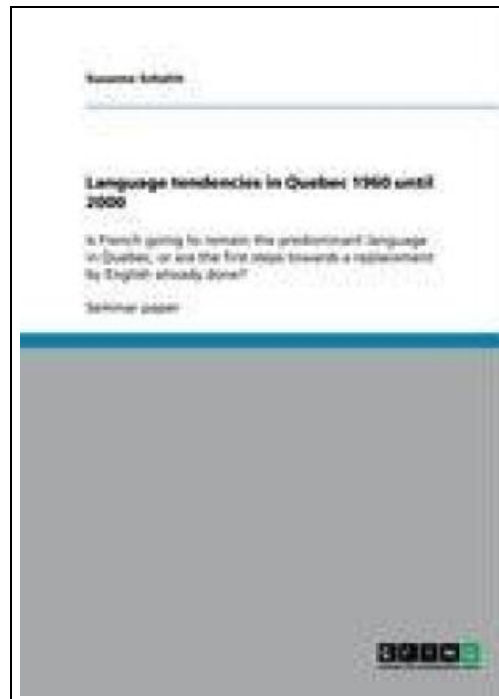 Susanne
Language tendencies in Quebec 1960 until
2000
Is French going to remain the predominant language
in Quebec, or are the first steps towards a replacement
by English already done?
Seminar paper
GRIN